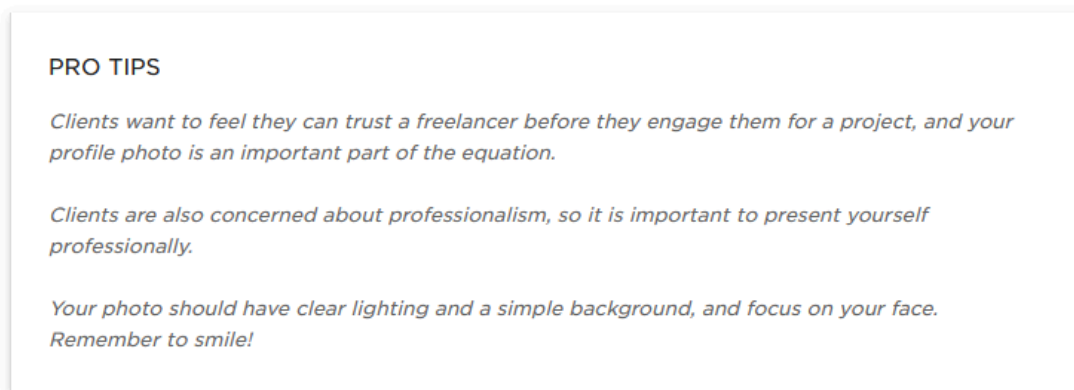 PRO TIPS
Clients want to feel they can trust a freelancer before they engage them for a project, and your
profile photo is an important part of the equation.
Clients are also concerned about professionalism, so it is important to present yourself
professionally.
Your photo should have clear lighting and a simple background, and focus on your face.
Remember to smile!